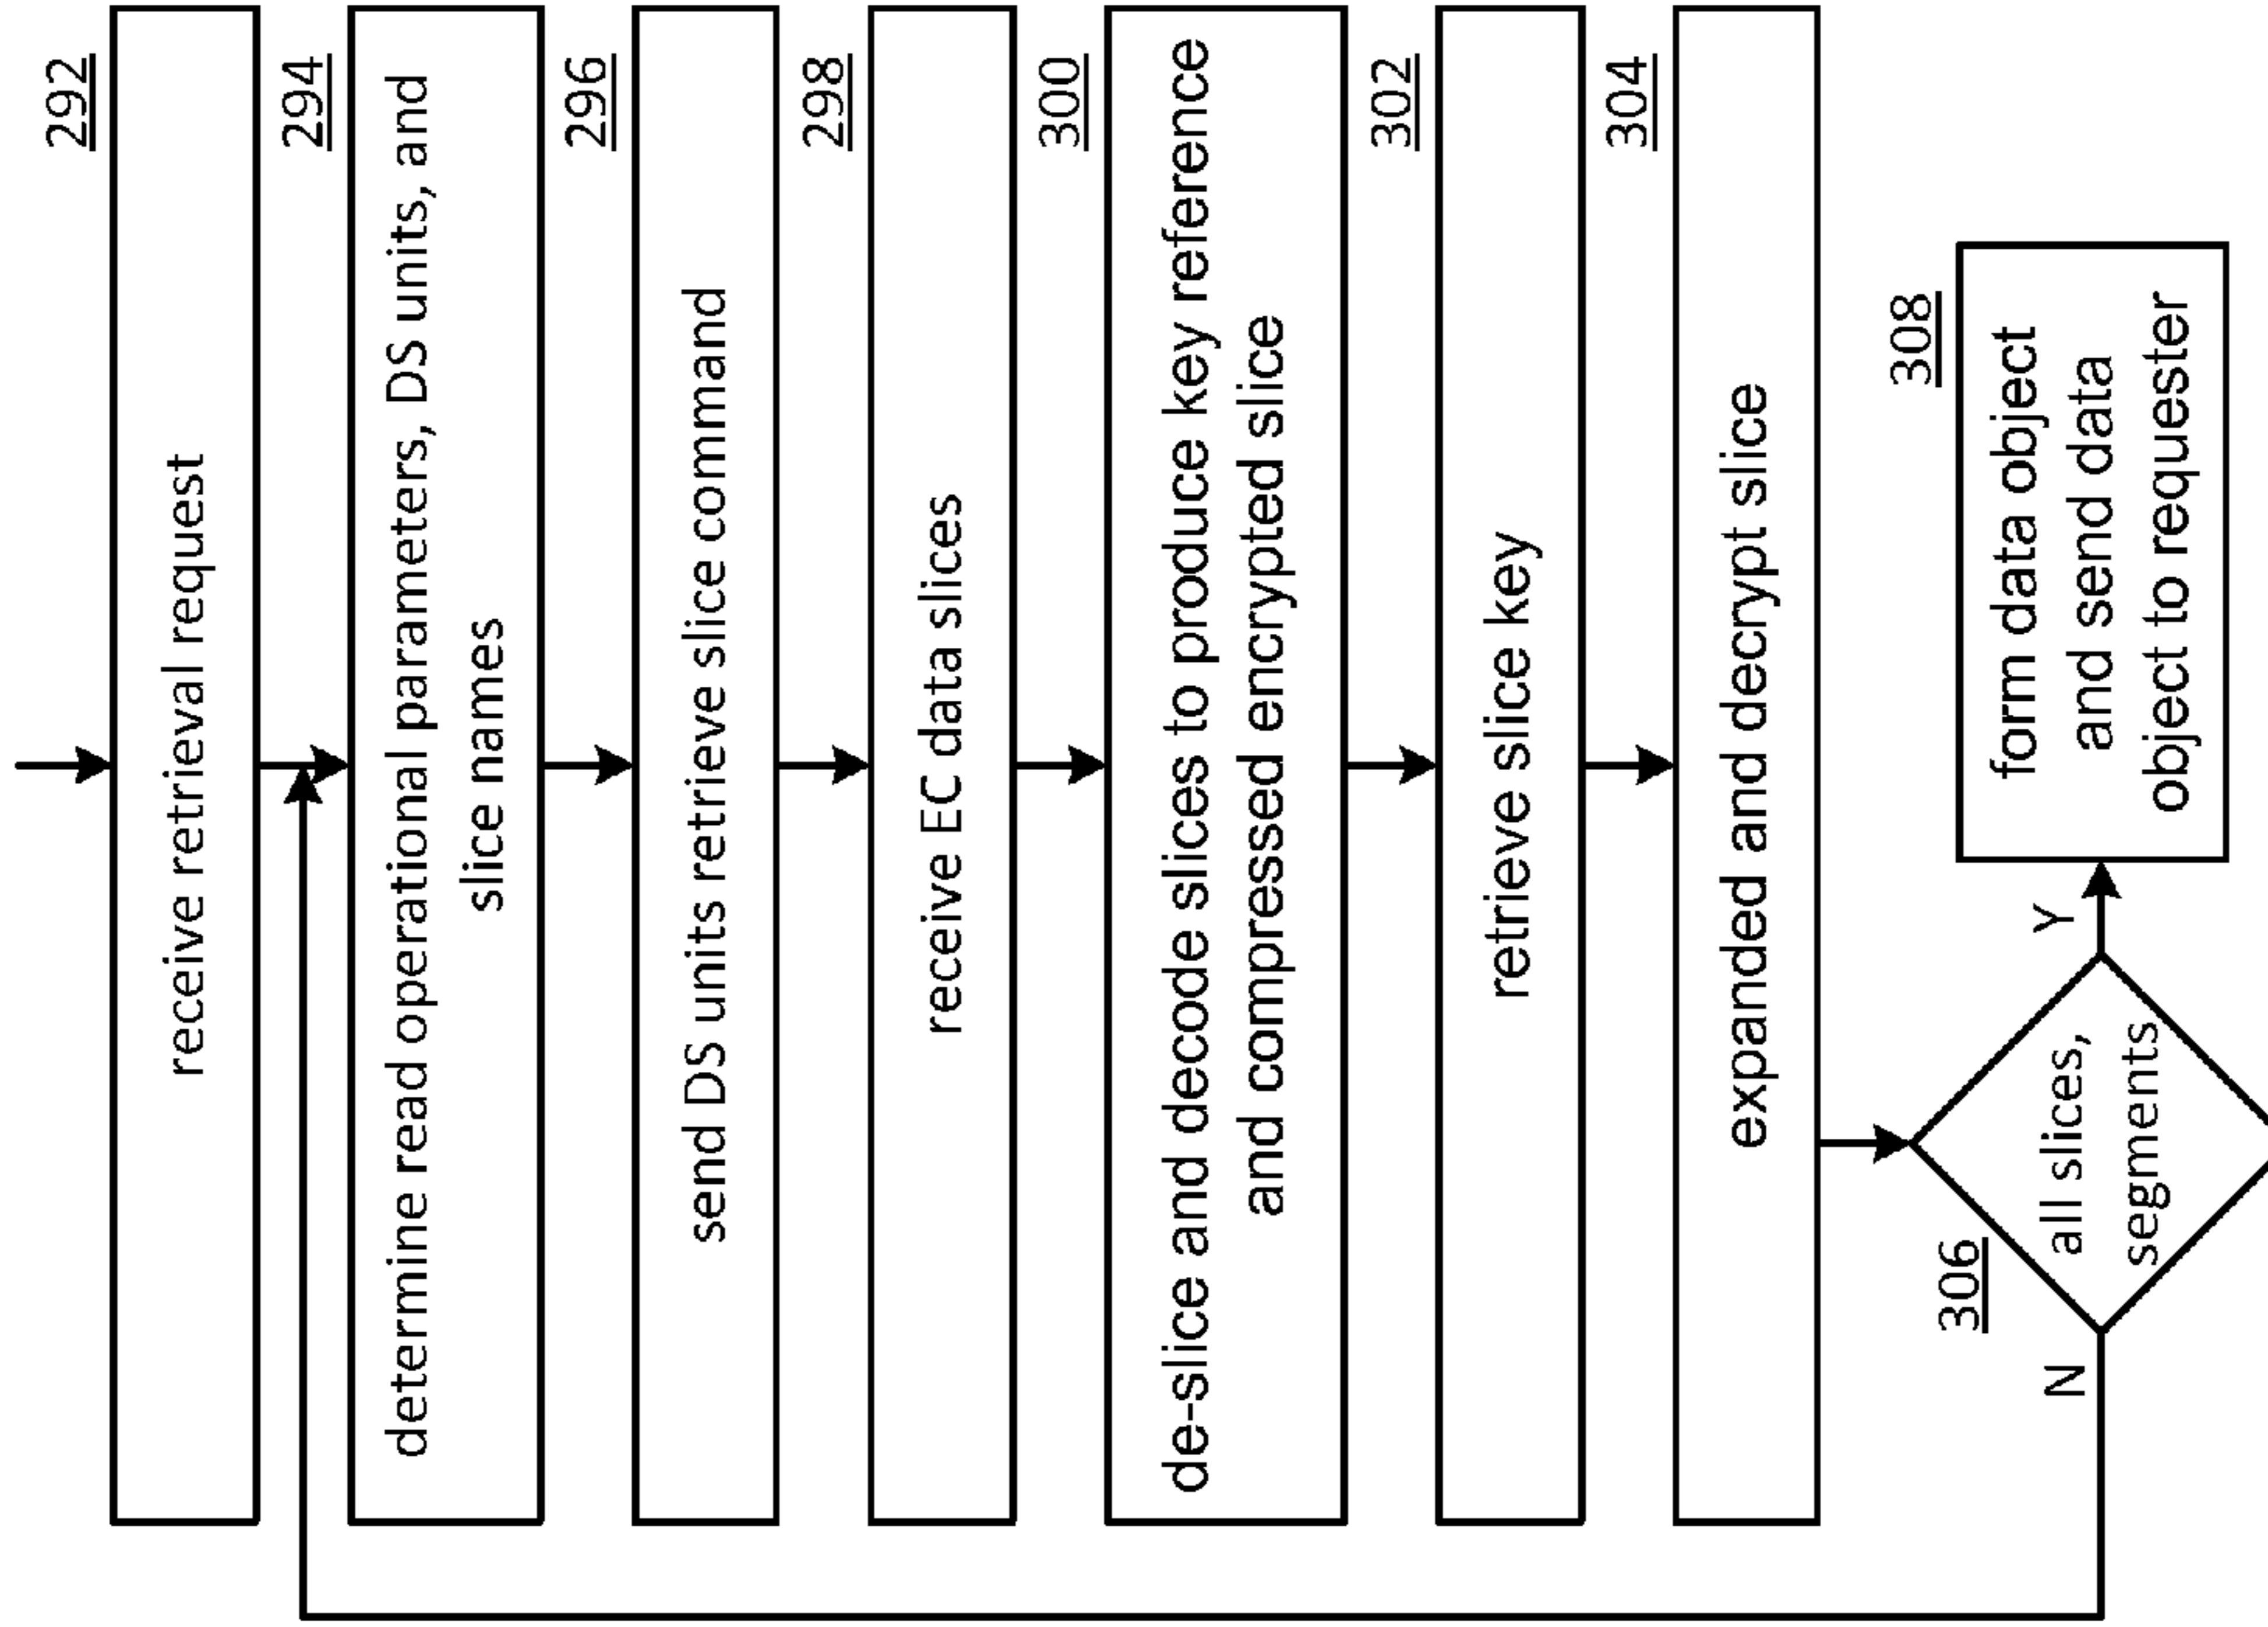 292
receive retrieval request
294
determine read operational parameters, DS units, and
slice names
296
send DS units retrieve slice command
298
receive EC data slices
300
de-slice and decode slices to produce key reference
and compressed encrypted slice
302
retrieve slice key
304
expanded and decrypt slice
306
all slices,
segments
N
Y
308
form data object
and send data
object to requester